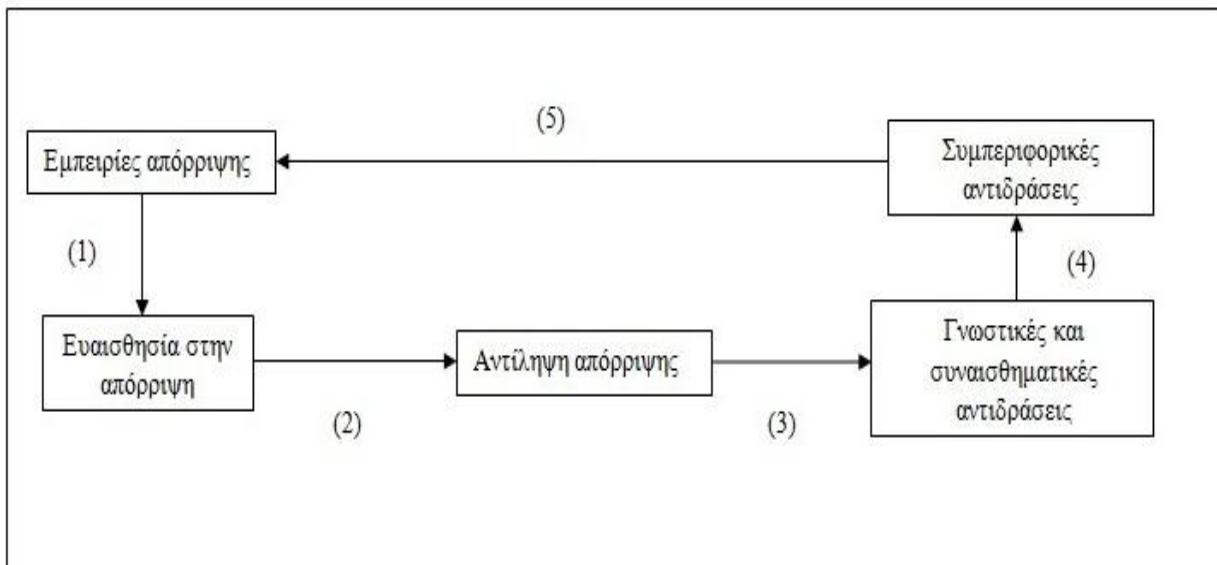 (5)
Εμπειρίες απόρριψης
Συμπεριφορικές
αντιδράσεις
(1)
(4)
Ευαισθησία στην
απόρριψη
Αντίληψη απόρριψης
Γνωστικές και
συναισθηματικές
αντιδράσεις
(2)
(3)